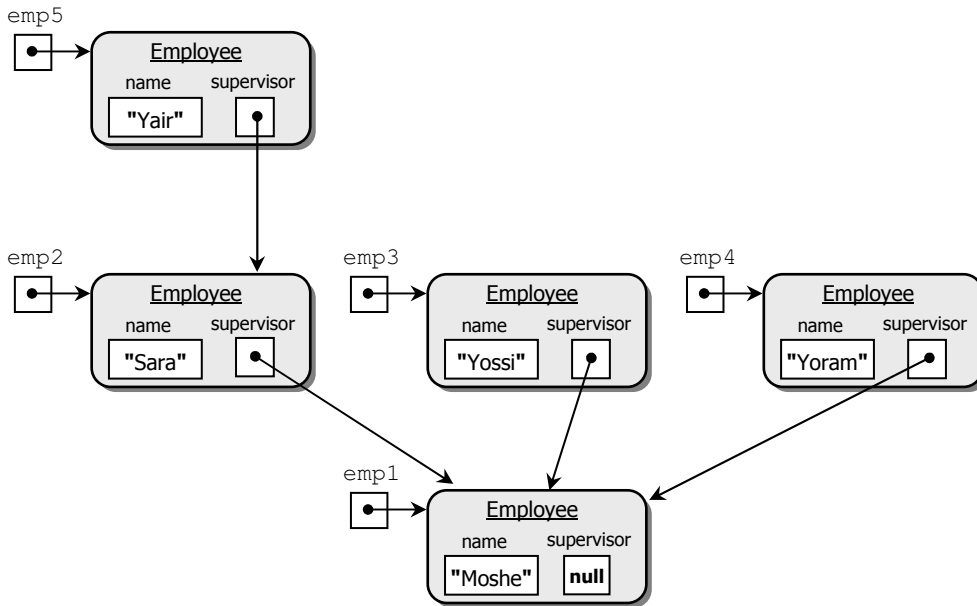 emp5
Employee
name supervisor
"Yair"
emp2
Employee
name supervisor
"Sara"
emp3
Employee
name supervisor
"Yossi"
emp4
Employee
name supervisor
"Yoram"
emp1
Employee
name supervisor
"Moshe" null